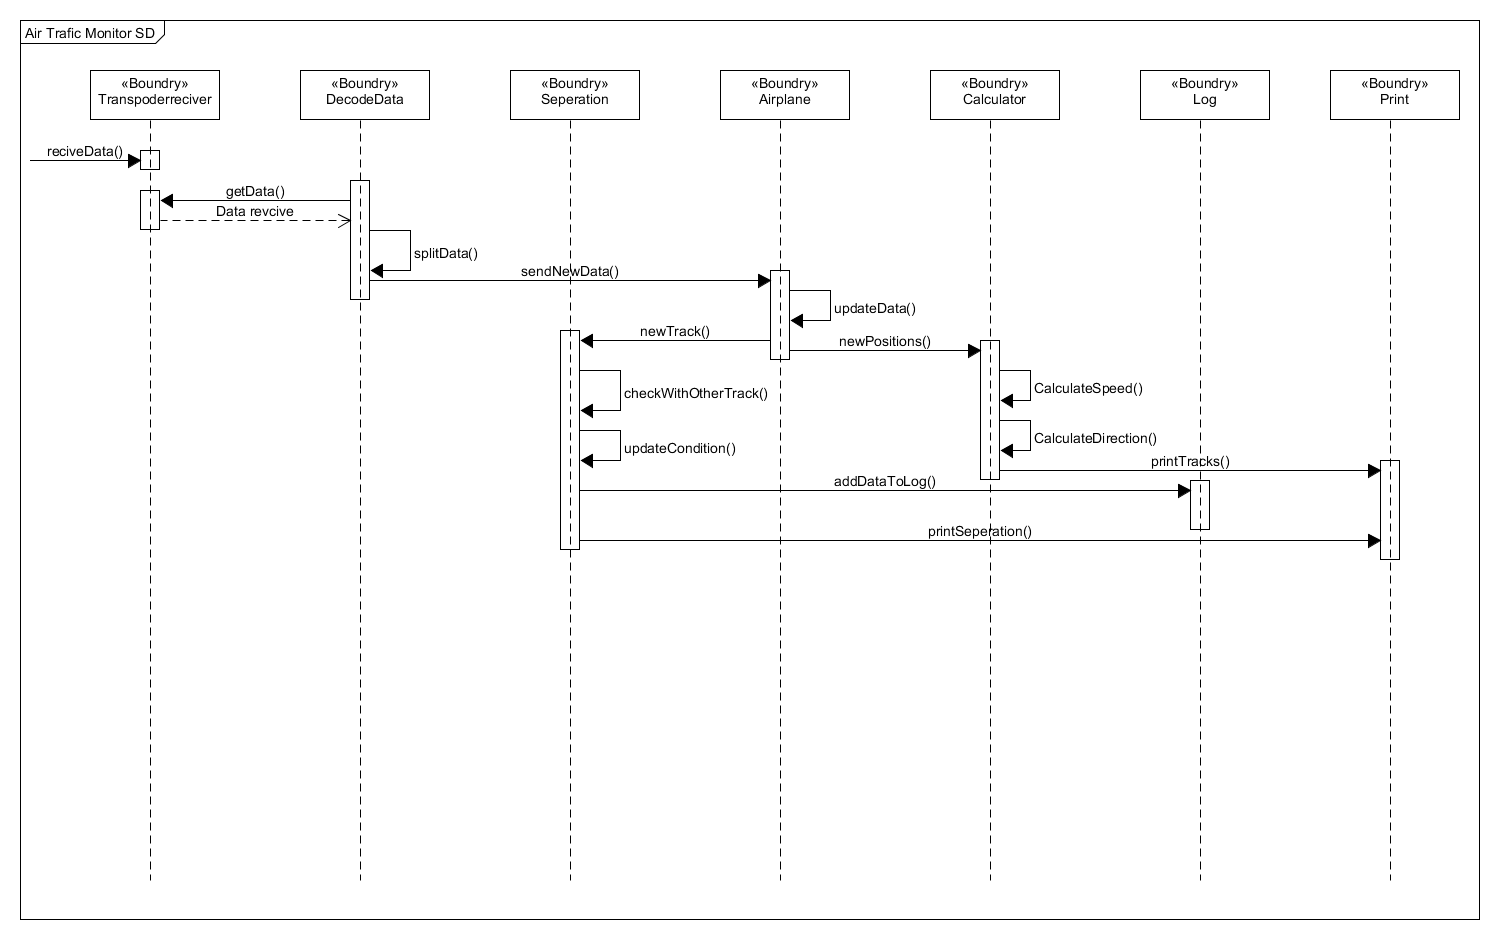 Air Trafic Monitor SD
«Boundry»
Transpoderreciver
«Boundry»
DecodeData
«Boundry»
Seperation
«Boundry»
Airplane
«Boundry»
Calculator
«Boundry»
Log
«Boundry»
Print
reciveData()
getData()
Data revcive
splitData()
sendNewData()
updateData()
newTrack()
newPositions()
CalculateSpeed()
checkWithOtherTrack()
CalculateDirection()
updateCondition()
printTracks()
addDataToLog()
printSeperation()